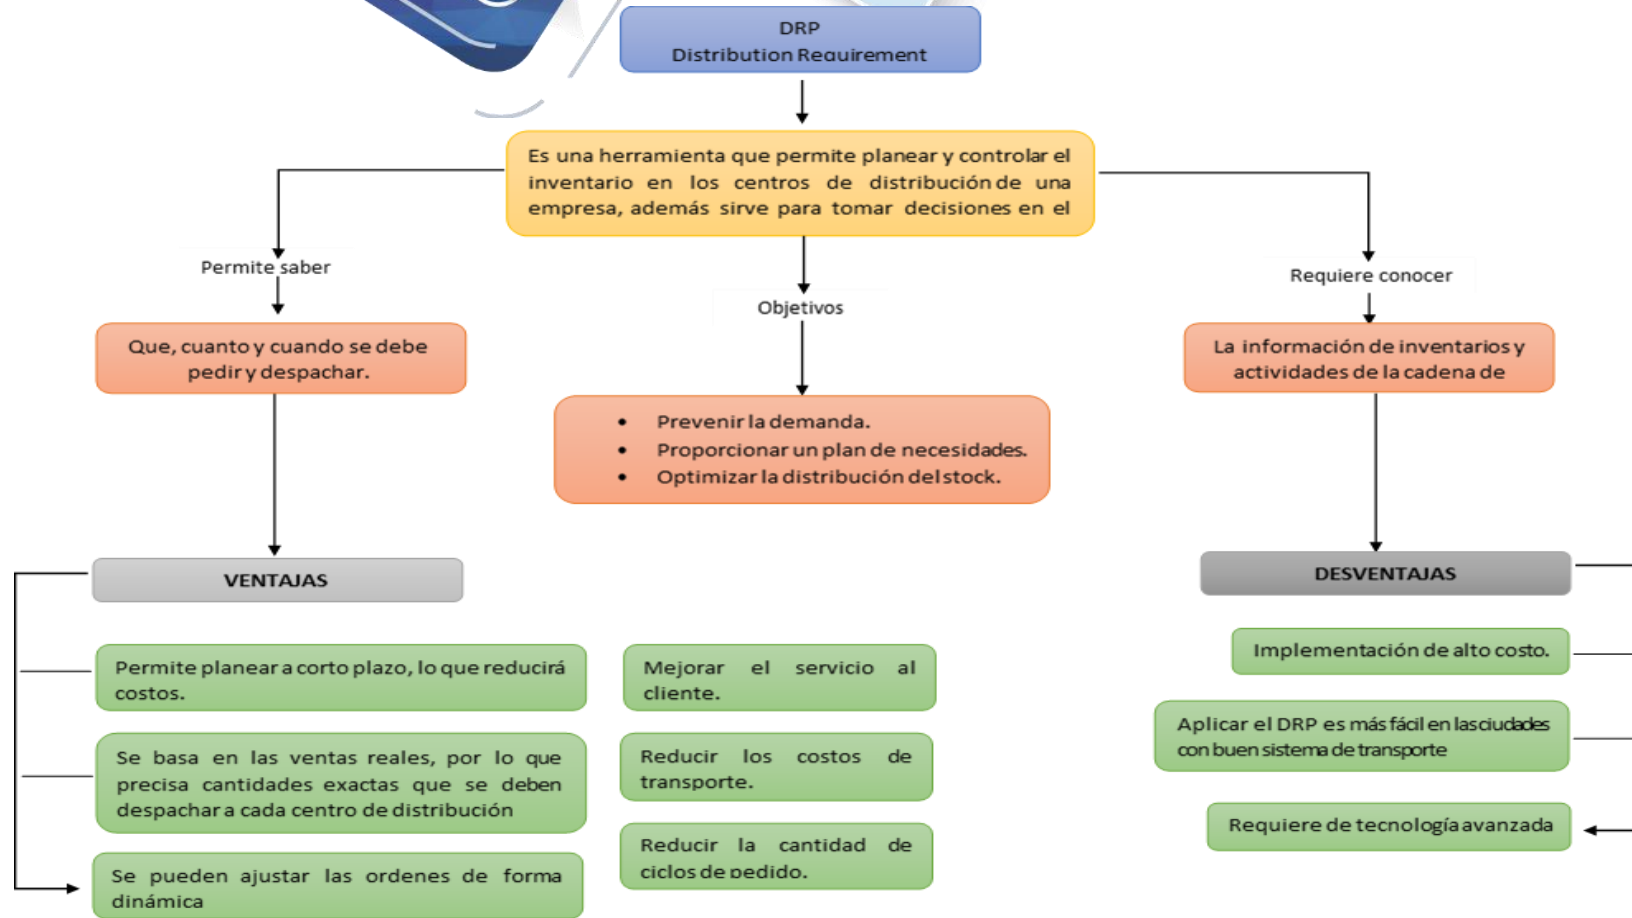 DRP
Distribution Requirement
Es una herramienta que permite planear y controlar el
inventario en los centros de distribución de una
empresa, además sirve para tomar decisiones en el
Permite saber
Objetivos
Requiere conocer
Que, cuanto y cuando se debe
pedir y despachar.
• Prevenir la demanda.
• Proporcionar un plan de necesidades.
• Optimizar la distribución del stock.
La información de inventarios y
actividades de la cadena de
VENTAJAS
Permite planear a corto plazo, lo que reducirá
costos.
Se basa en las ventas reales, por lo que
precisa cantidades exactas que se deben
despachar a cada centro de distribución
Se pueden ajustar las ordenes de forma
dinámica
Mejorar el servicio al
cliente.
Reducir los costos de
transporte.
Reducir la cantidad de
ciclos de pedido.
DESVENTAJAS
Implementación de alto costo.
Aplicar el DRP es más fácil en las ciudades
con buen sistema de transporte
Requiere de tecnología avanzada